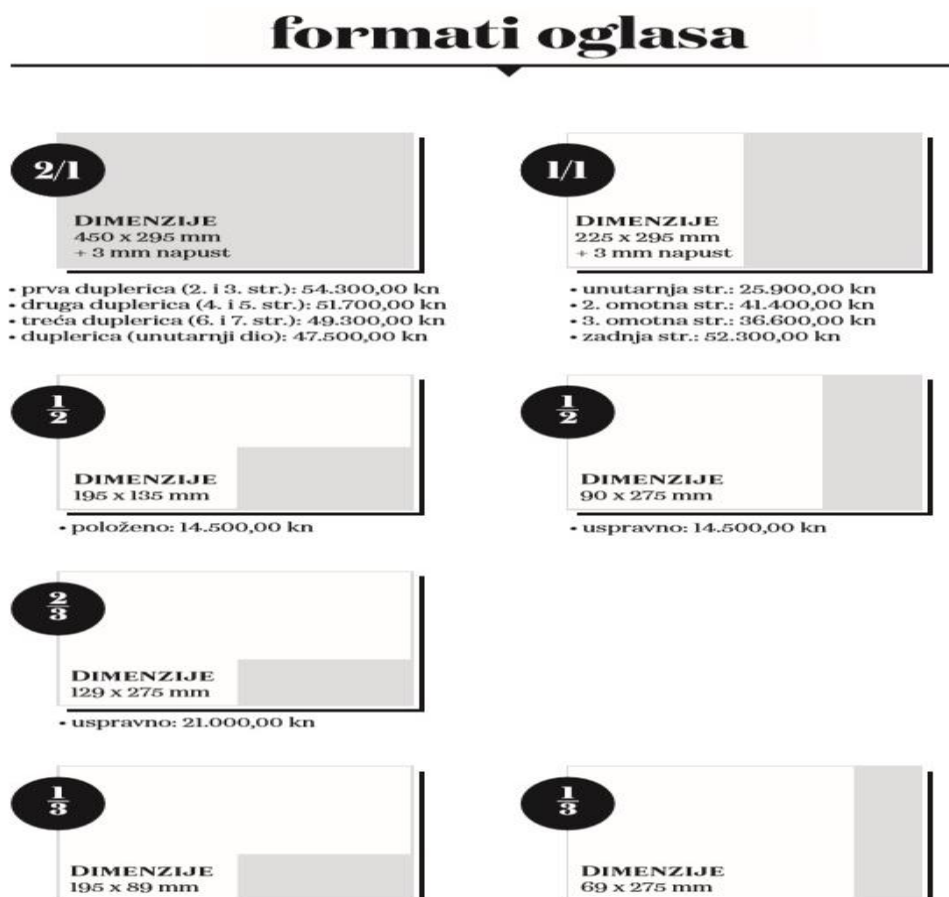 formati oglasa
2/1
DIMENZIJE
450 x 295 mm
+ 3 mm napust
• prva duplerica (2. i 3. str.): 54.300,00 kn
• druga duplerica (4. i 5. str.): 51.700,00 kn
• treća duplerica (6. i 7. str.): 49.300,00 kn
• duplerica (unutarnji dio): 47.500,00 kn
1/1
DIMENZIJE
225 x 295 mm
+ 3 mm napust
• unutarnja str.: 25.900,00 kn
• 2. omotna str.: 41.400,00 kn
• 3. omotna str.: 36.600,00 kn
• zadnja str.: 52.300,00 kn
1/2
DIMENZIJE
195 x 135 mm
• položeno: 14.500,00 kn
1/2
DIMENZIJE
90 x 275 mm
• uspravno: 14.500,00 kn
2/3
DIMENZIJE
129 x 275 mm
• uspravno: 21.000,00 kn
1/3
DIMENZIJE
195 x 89 mm
1/3
DIMENZIJE
69 x 275 mm